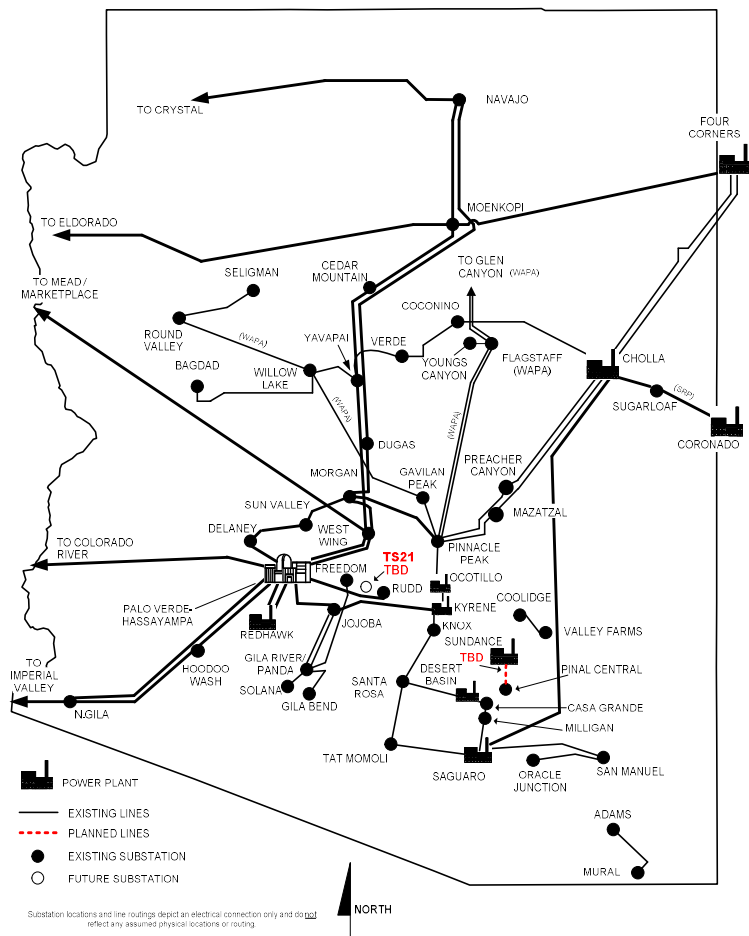 NAVAJO
TO CRYSTAL
FOUR
CORNERS
MOENKOPI
TO ELDORADO
TO GLEN
CANYON (WAPA)
CEDAR
MOUNTAIN
SELIGMAN
TO MEAD /
MARKETPLACE
COCONINO
ROUND
VALLEY
(WAPA)
YAVAPAI
VERDE
YOUNGS
CANYON
FLAGSTAFF
(WAPA)
CHOLLA
BAGDAD
WILLOW
LAKE
(WAPA)
(WAPA)
(SRP)
SUGARLOAF
CORONADO
DUGAS
PREACHER
CANYON
MORGAN
GAVILAN
PEAK
SUN VALLEY
MAZATZAL
DELANEY
WEST
WING
TO COLORADO
RIVER
PINNACLE
PEAK
TS21
TBD
FREEDOM
OCOTILLO
RUDD
COOLIDGE
PALO VERDE-
HASSAYAMPA
KYRENE
JOJOBA
KNOX
VALLEY FARMS
REDHAWK
SUNDANCE
TBD
TO
IMPERIAL
VALLEY
HOODOO
WASH
GILA RIVER/
PANDA
DESERT
BASIN
PINAL CENTRAL
SOLANA
SANTA
ROSA
GILA BEND
CASA GRANDE
N.GILA
MILLIGAN
TAT MOMOLI
SAGUARO
ORACLE
JUNCTION
SAN MANUEL
POWER PLANT
EXISTING LINES
PLANNED LINES
EXISTING SUBSTATION
FUTURE SUBSTATION
ADAMS
MURAL
NORTH
Substation locations and line routings depict an electrical connection only and do not
reflect any assumed physical locations or routing.